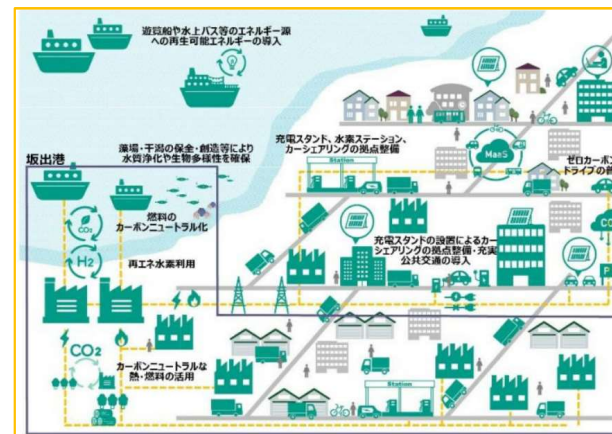 遊覧船や水上バス等のエネルギー源
への再生可能エネルギーの導入
藻場・干潟の保全・創造等により
水質浄化や生物多様性を確保
坂出港
充電スタンド、水素ステーション、
カーシェアリングの拠点整備
Station
MaaS
ゼロカーボン
ドライブの普
CO₂
燃料の
カーボンニュートラル化
H2
再エネ水素利用
充電スタンドの設置によるカー
シェアリングの拠点整備・充実
公共交通の導入
CO
P
CO2
カーボンニュートラルな
熱・燃料の活用
Station